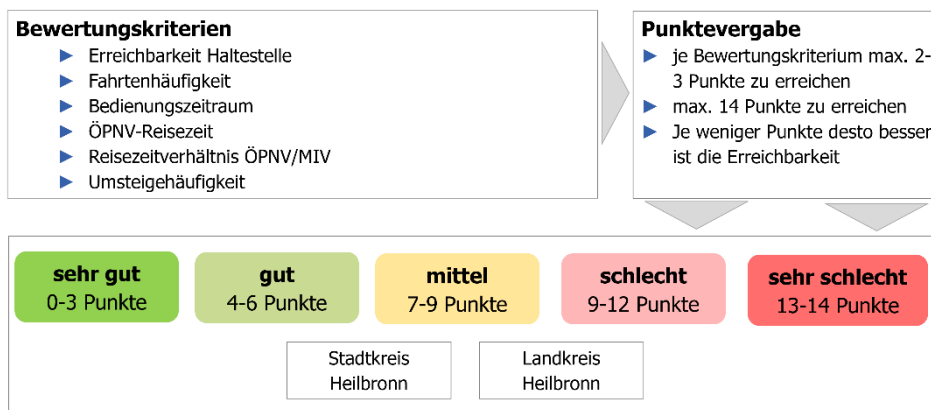 Bewertungskriterien
Erreichbarkeit Haltestelle
Fahrtenhäufigkeit
Bedienungszeitraum
ÖPNV-Reisezeit
Reisezeitverhältnis ÖPNV/MIV
Umsteigehäufigkeit
Punktevergabe
je Bewertungskriterium max. 2-
3 Punkte zu erreichen
max. 14 Punkte zu erreichen
Je weniger Punkte desto besser
ist die Erreichbarkeit
sehr gut
0-3 Punkte
gut
4-6 Punkte
mittel
7-9 Punkte
schlecht
9-12 Punkte
sehr schlecht
13-14 Punkte
Stadtkreis
Heilbronn
Landkreis
Heilbronn